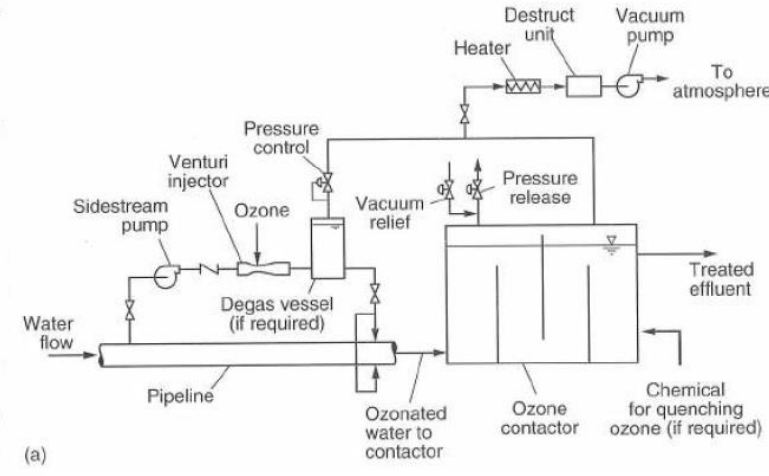 Destruct
unit
Vacuum
pump
Heater
To
atmosphere
Pressure
control
Venturi
injector
Sidestream
pump
Ozone
Vacuum
relief
Pressure
release
Degas vessel
(if required)
Treated
effluent
Water
flow
Pipeline
Ozonated
water to
contactor
Ozone
contactor
Chemical
for quenching
ozone (if required)
(a)